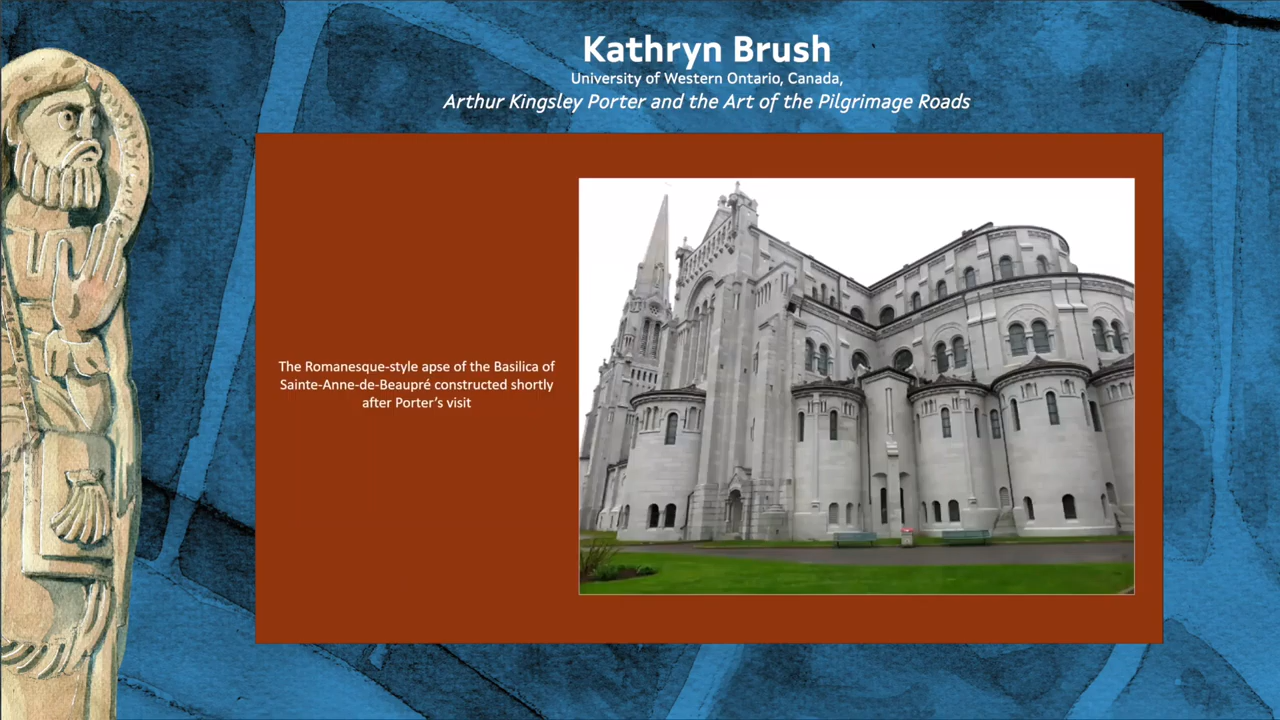 Kathryn Brush
University of Western Ontario, Canada,
Arthur Kingsley Porter and the Art of the Pilgrimage Roads
The Romanesque-style apse of the Basilica of
Sainte-Anne-de-Beaupré constructed shortly
after Porter’s visit